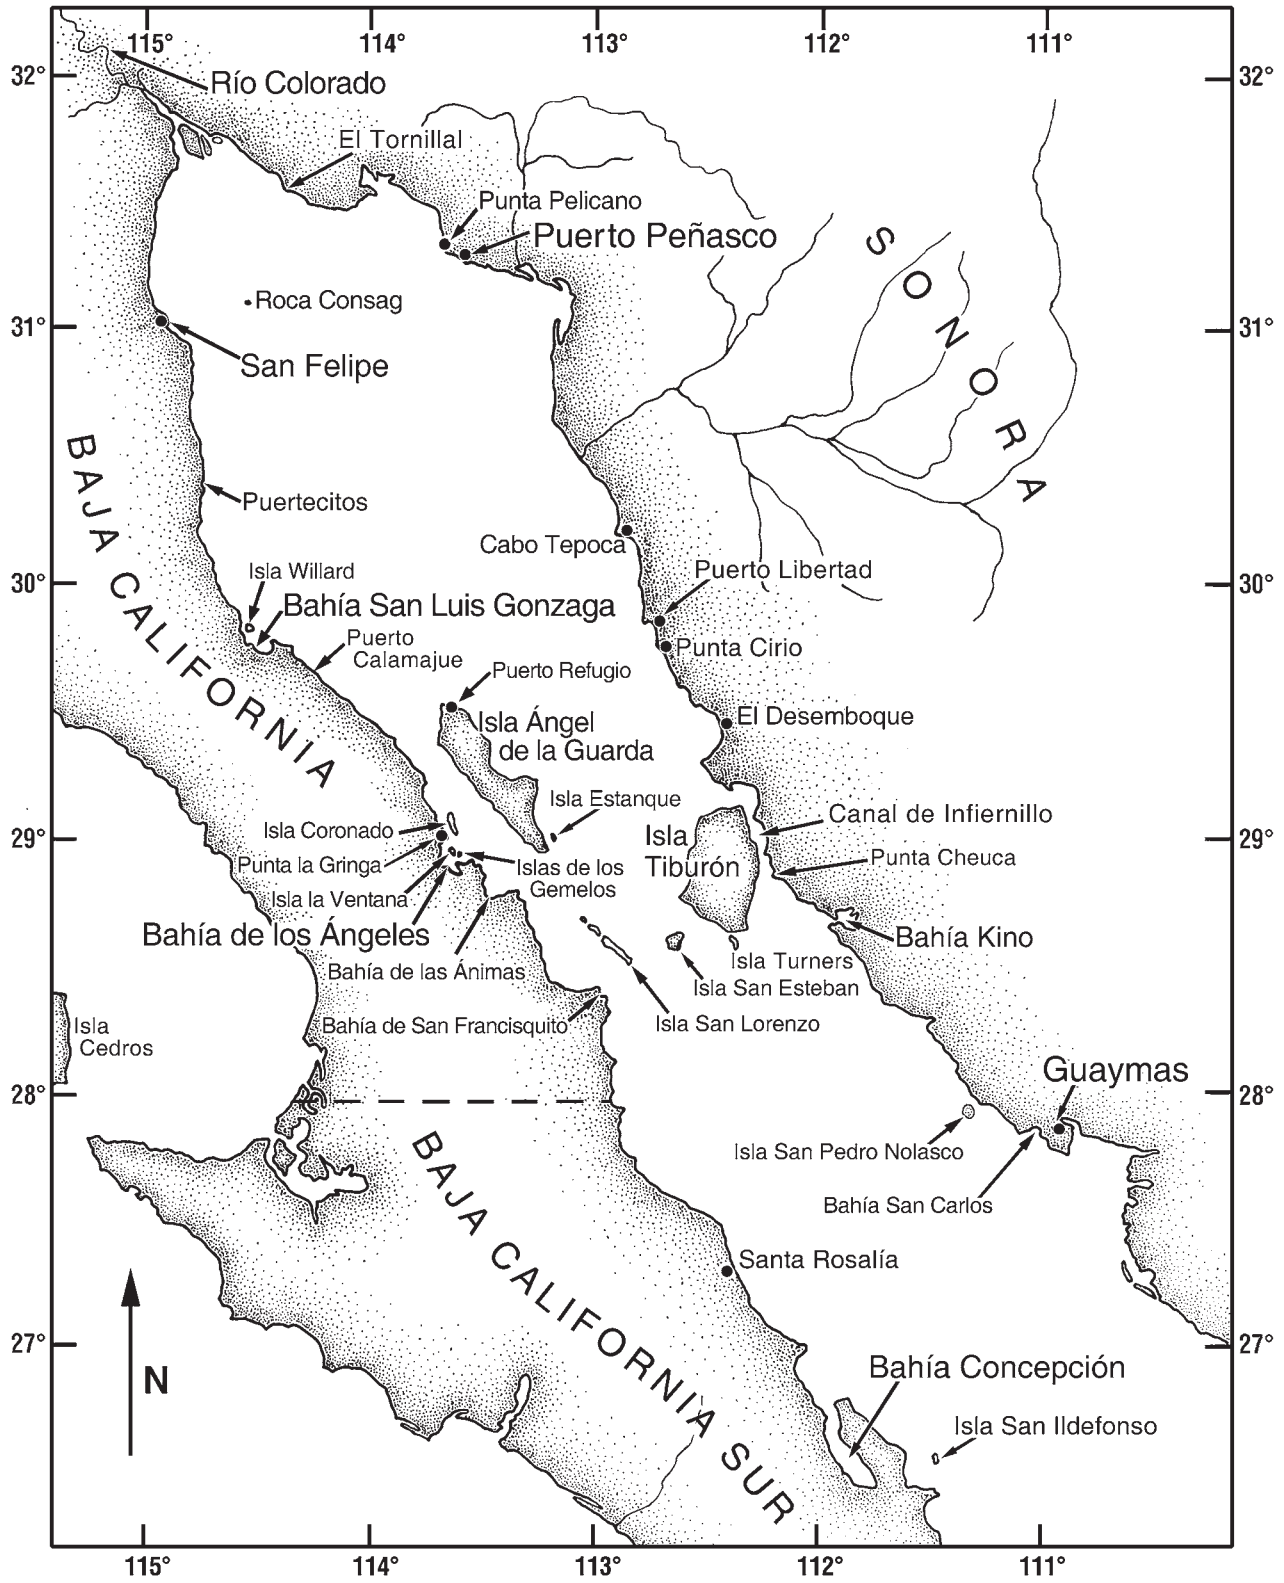 115°
114°
113°
112°
111°
32°
32°
Río Colorado
El Tornillal
Punta Pelicano
Puerto Peñasco
SONORA
Roca Consag
31°
31°
San Felipe
BAJA CALIFORNIA
Puertecitos
Cabo Tepoca
30°
30°
Isla Willard
Puerto Libertad
Bahía San Luis Gonzaga
Puerto
Calamajue
Punta Cirio
Puerto Refugio
Isla Ángel
de la Guarda
El Desemboque
Isla Estanque
Canal de Infiernillo
Isla Coronado
29°
29°
Isla
Tiburón
Punta la Gringa
Punta Cheuca
Islas de los
Gemelos
Isla la Ventana
Bahía de los Ángeles
Bahía Kino
Bahía de las Ánimas
Isla Turners
Isla San Esteban
Bahía de San Francisquito
Isla San Lorenzo
Isla
Cedros
Guaymas
28°
28°
Isla San Pedro Nolasco
Bahía San Carlos
BAJA CALIFORNIA SUR
Santa Rosalía
27°
27°
N
Bahía Concepción
Isla San Ildefonso
115°
114°
113°
112°
111°